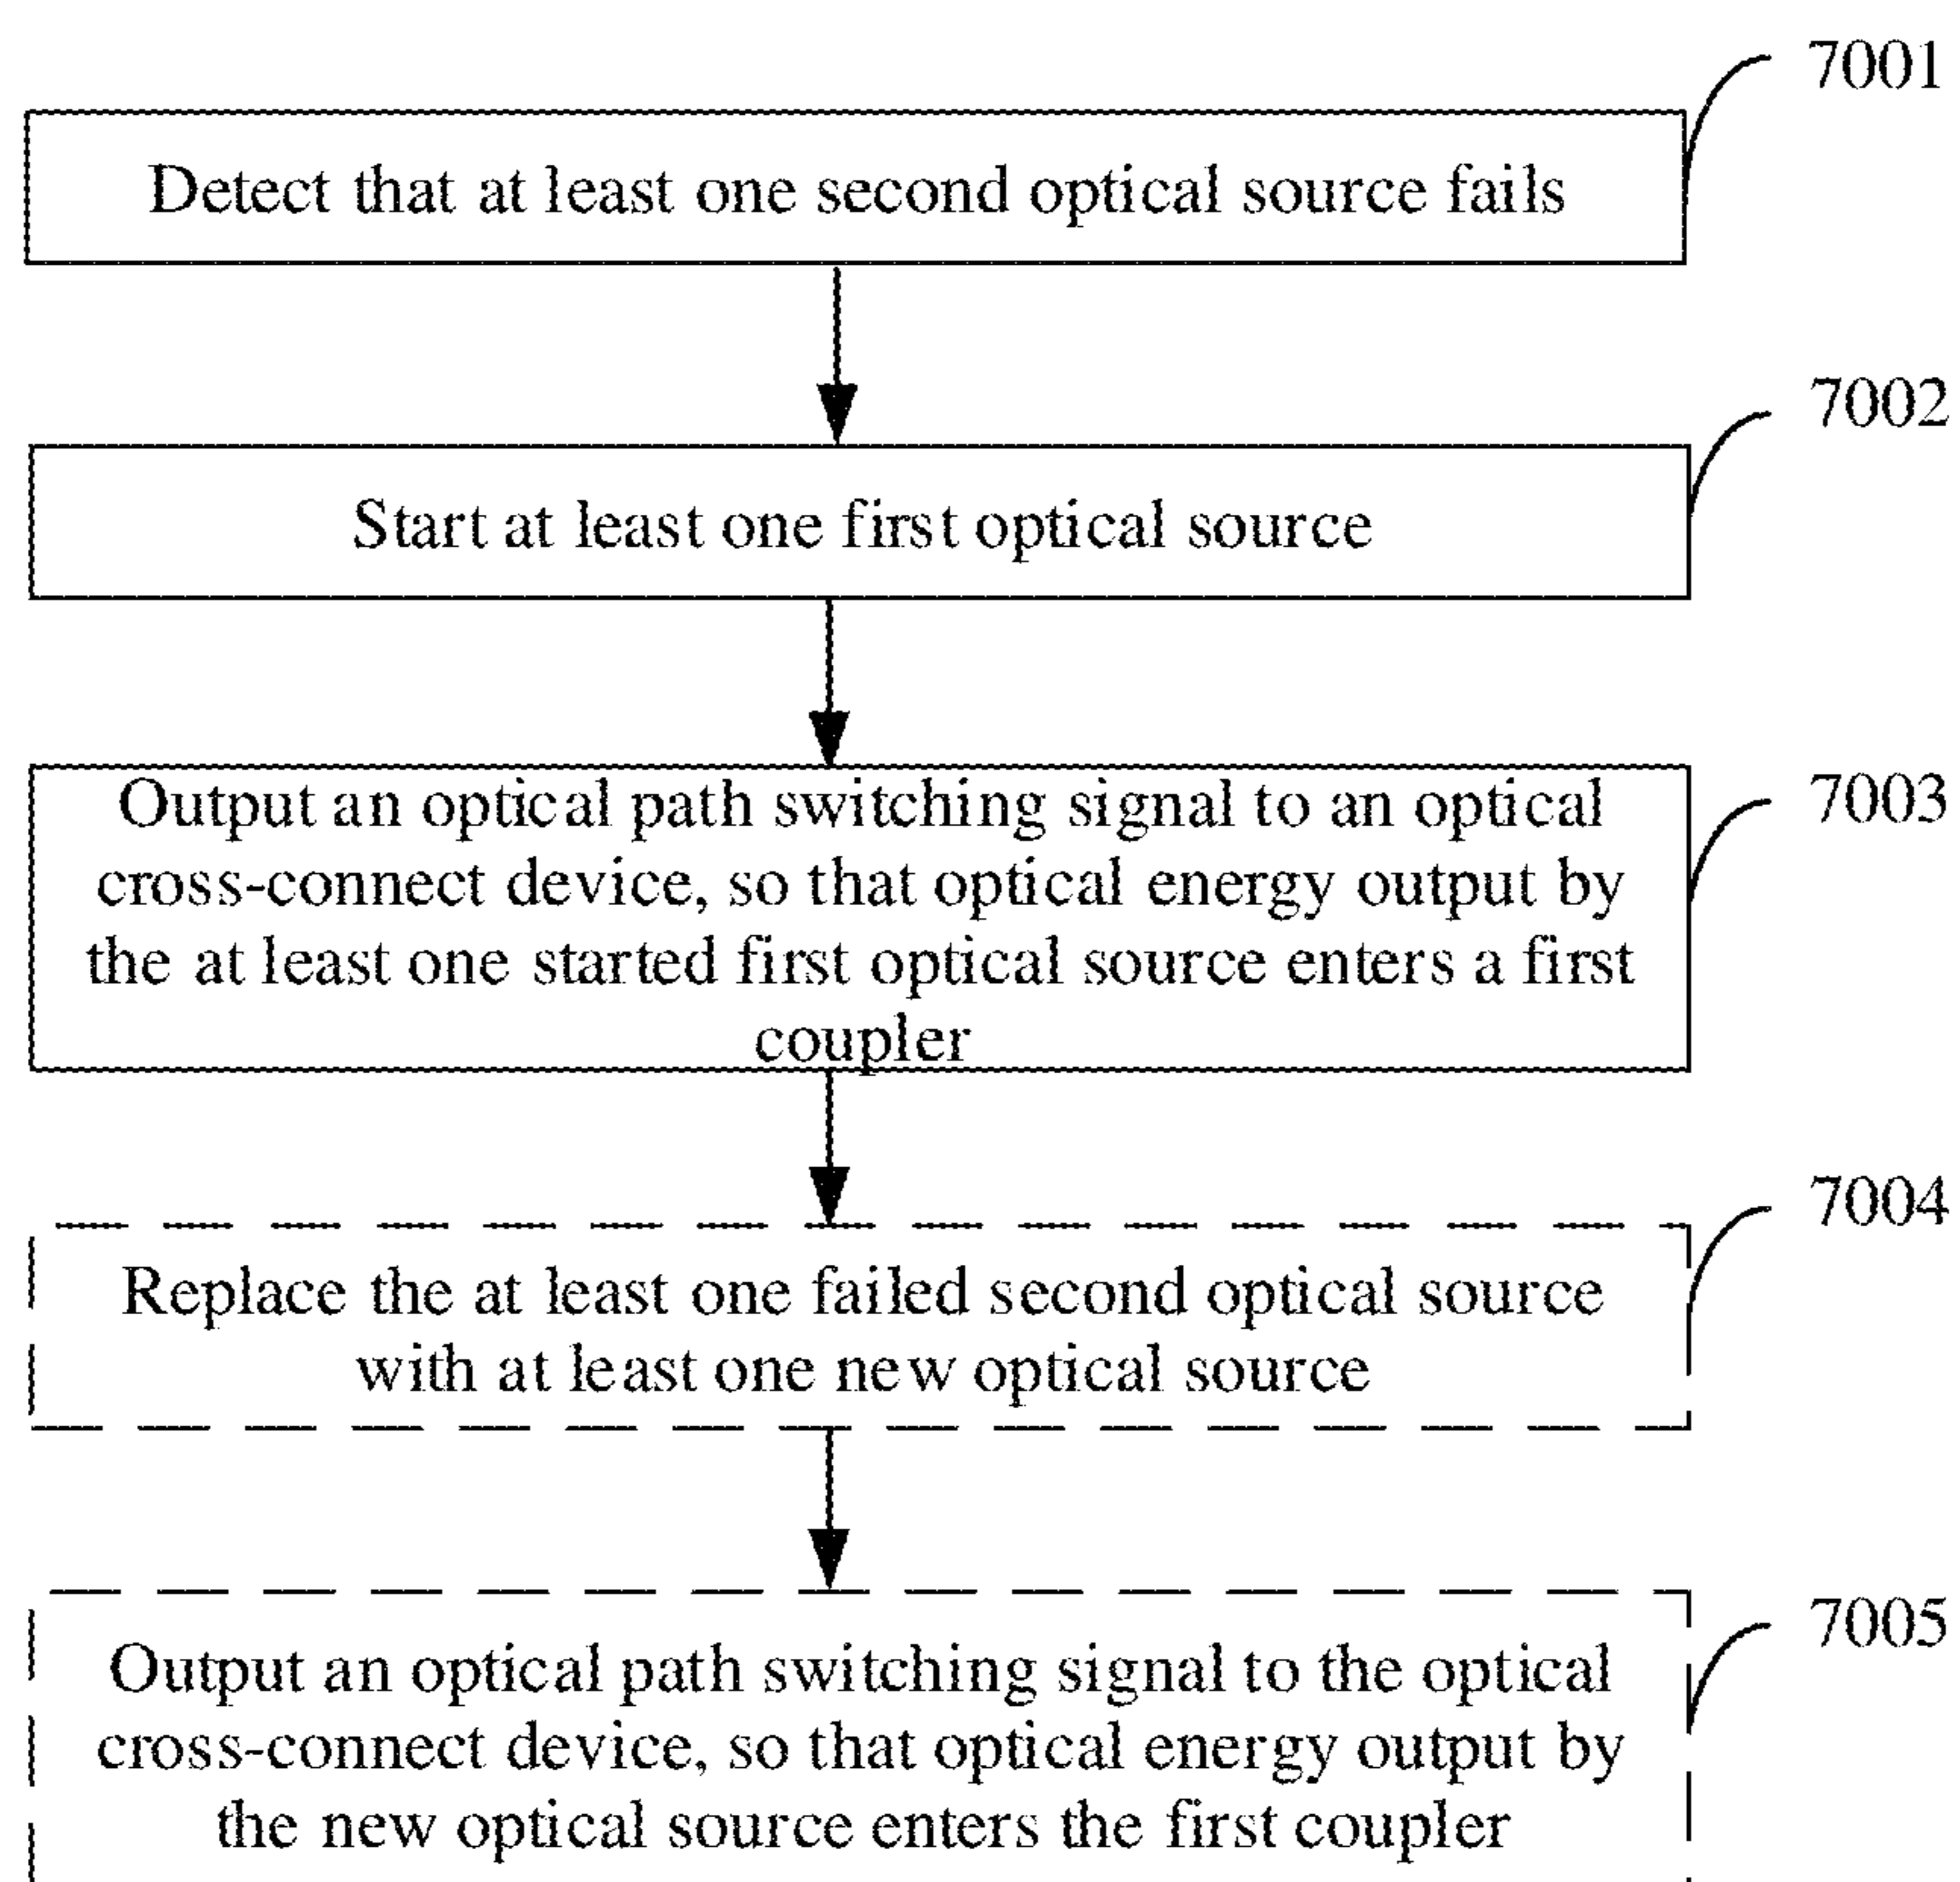 7001
Detect that at least one second optical source fails
7002
Start at least one first optical source
7003
Output an optical path switching signal to an optical
cross-connect device, so that optical energy output by
the at least one started first optical source enters a first
coupler
7004
Replace the at least one failed second optical source
with at least one new optical source
7005
Output an optical path switching signal to the optical
cross-connect device, so that optical energy output by
the new optical source enters the first coupler